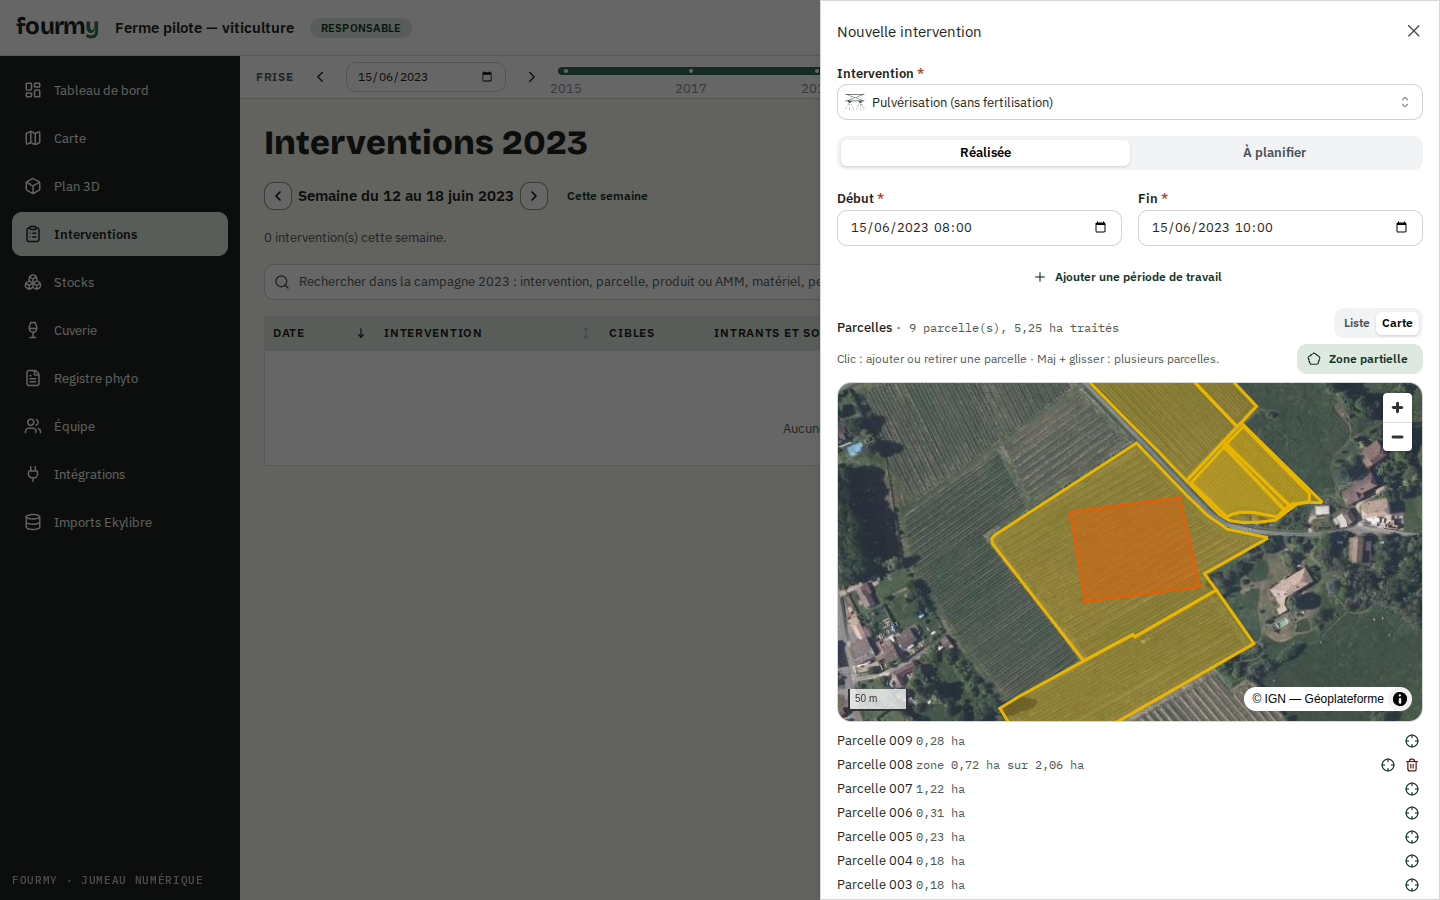 fourmy Ferme pilote — viticulture RESPONSABLE
Tableau de bord
Carte
Plan 3D
Interventions
Stocks
Cuverie
Registre phyto
Équipe
Intégrations
Imports Ekylibre
FOURMY · JUMEAU NUMÉRIQUE
FRISE 15/06/2023
2015 2017
Interventions 2023
Semaine du 12 au 18 juin 2023 Cette semaine
0 intervention(s) cette semaine.
Rechercher dans la campagne 2023 : intervention, parcelle, produit ou AMM, matériel, pe
DATE INTERVENTION CIBLES INTRANTS ET SO
Aucun
Nouvelle intervention
Intervention *
Pulvérisation (sans fertilisation)
Réalisée À planifier
Début * Fin *
15/06/2023 08:00 15/06/2023 10:00
Ajouter une période de travail
Parcelles · 9 parcelle(s), 5,25 ha traités Liste Carte
Clic : ajouter ou retirer une parcelle · Maj + glisser : plusieurs parcelles. Zone partielle
50 m
© IGN — Géoplateforme
Parcelle 009 0,28 ha
Parcelle 008 zone 0,72 ha sur 2,06 ha
Parcelle 007 1,22 ha
Parcelle 006 0,31 ha
Parcelle 005 0,23 ha
Parcelle 004 0,18 ha
Parcelle 003 0,18 ha